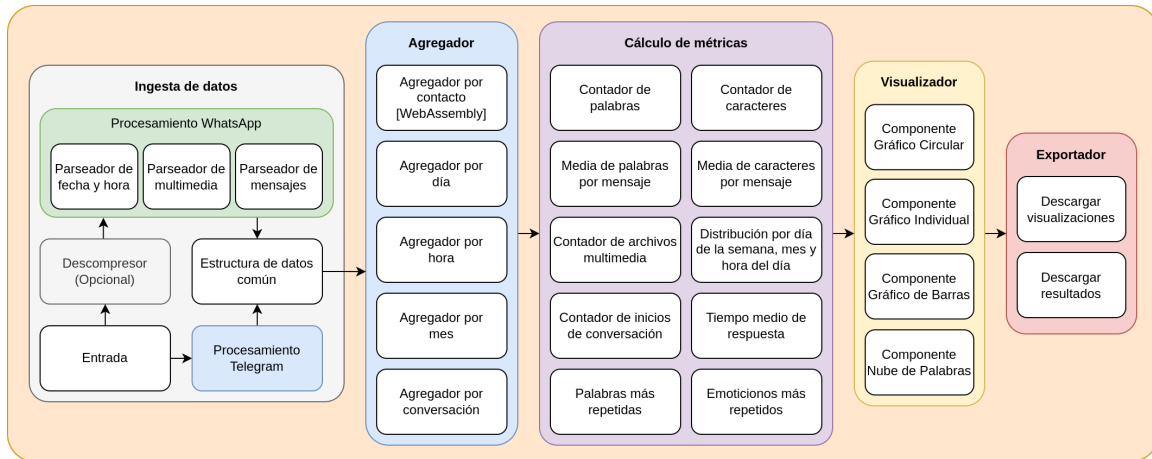 Ingesta de datos
Procesamiento WhatsApp
Parseador de
fecha y hora
Parseador de
multimedia
Parseador de
mensajes
Descompresor
(Opcional)
Estructura de datos
común
Entrada
Procesamiento
Telegram
Agregador
Agregador por
contacto
[WebAssembly]
Agregador por
día
Agregador por
hora
Agregador por
mes
Agregador por
conversación
Cálculo de métricas
Contador de
palabras
Contador de
caracteres
Media de palabras
por mensaje
Media de caracteres
por mensaje
Contador de archivos
multimedia
Distribución por día
de la semana, mes y
hora del día
Contador de inicios
de conversación
Tiempo medio de
respuesta
Palabras más
repetidas
Emoticionos más
repetidos
Visualizador
Componente
Gráfico Circular
Componente
Gráfico Individual
Componente
Gráfico de Barras
Componente
Nube de Palabras
Exportador
Descargar
visualizaciones
Descargar
resultados